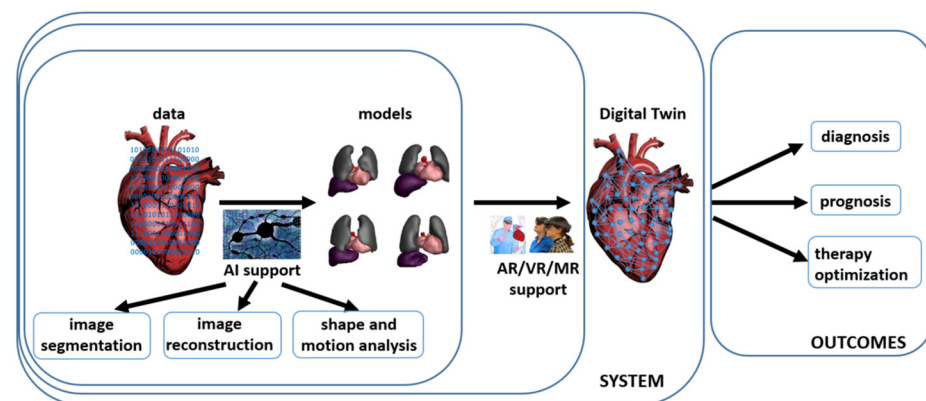 data
models
Digital Twin
AI support
AR/VR/MR
support
image
segmentation
image
reconstruction
shape and
motion analysis
SYSTEM
diagnosis
prognosis
therapy
optimization
OUTCOMES